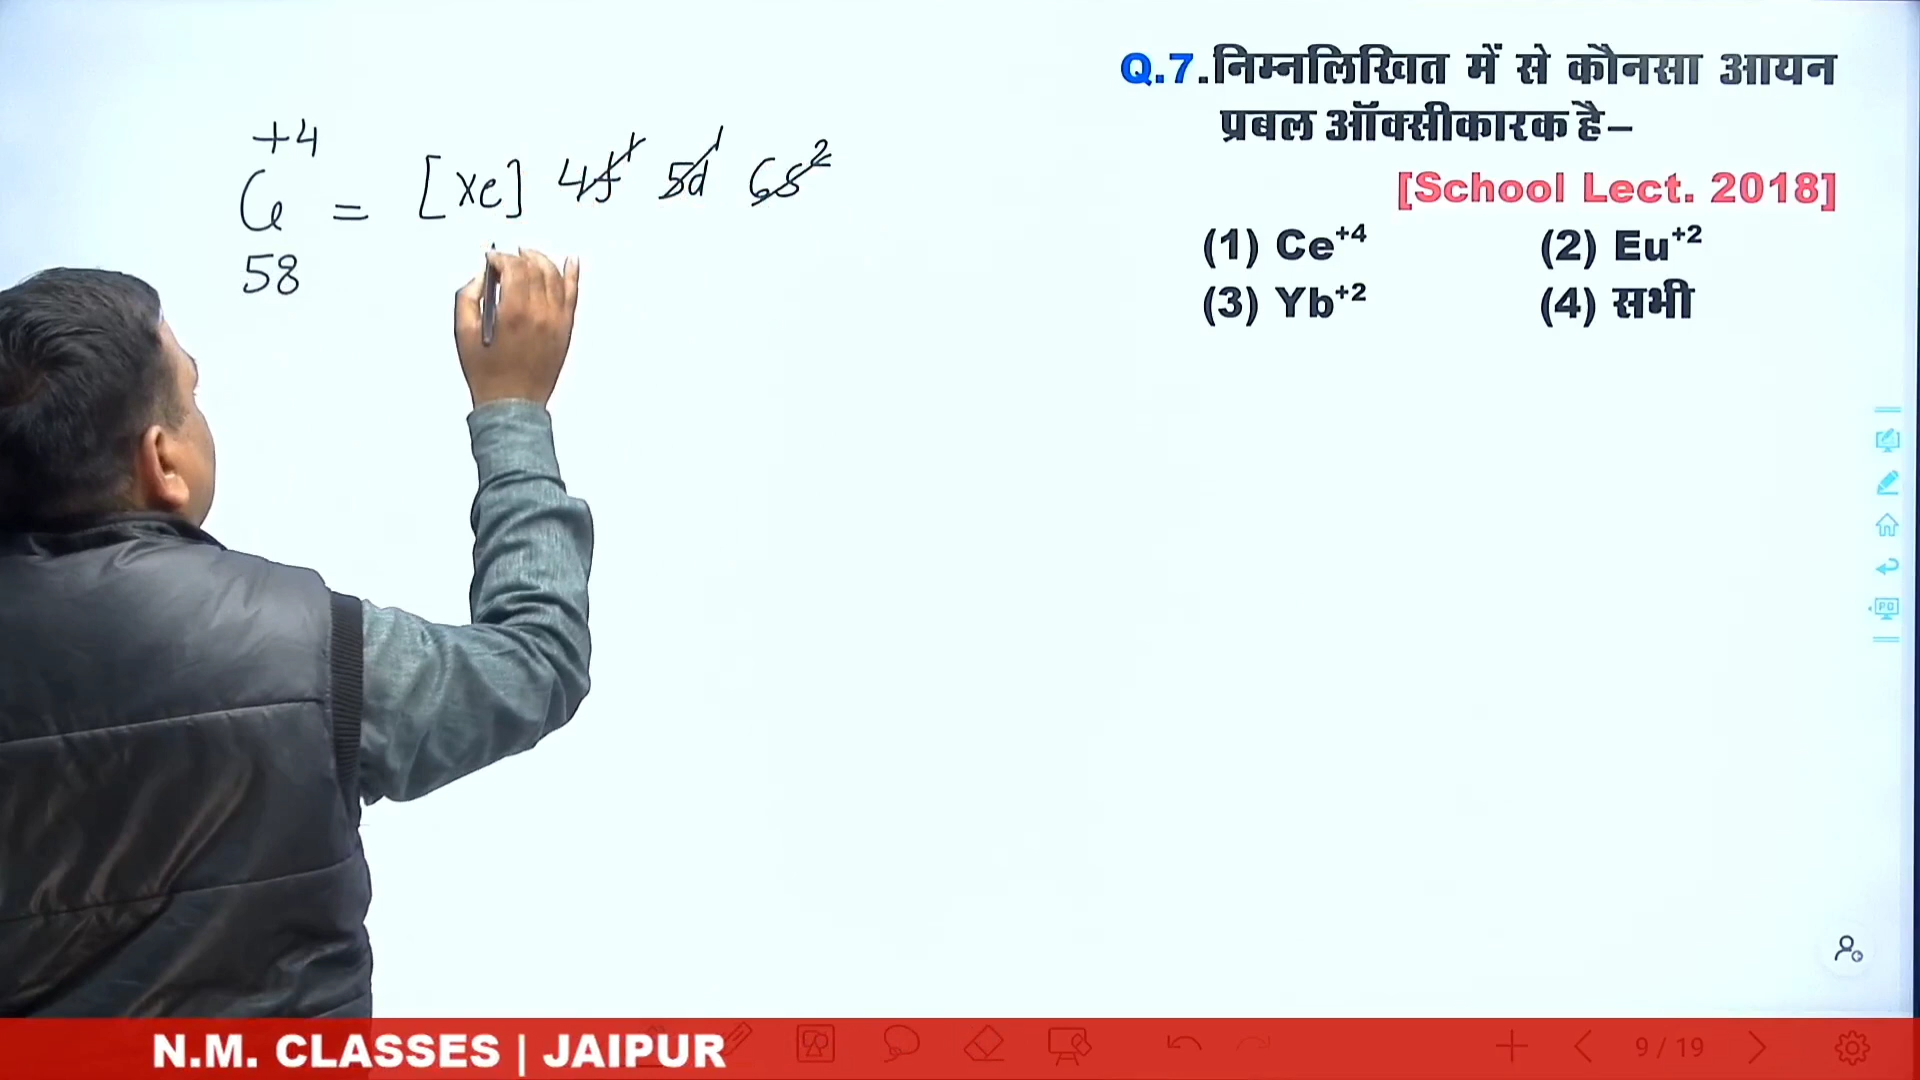 Q.7.निम्नलिखित में से कौनसा आयन
प्रबल ऑक्सीकारक है–
[School Lect. 2018]
(1) Ce⁺⁴ (2) Eu⁺²
(3) Yb⁺² (4) सभी
+4
Ce = [Xe] 4f¹ 5d¹ 6s²
58
N.M. CLASSES | JAIPUR
9 / 19